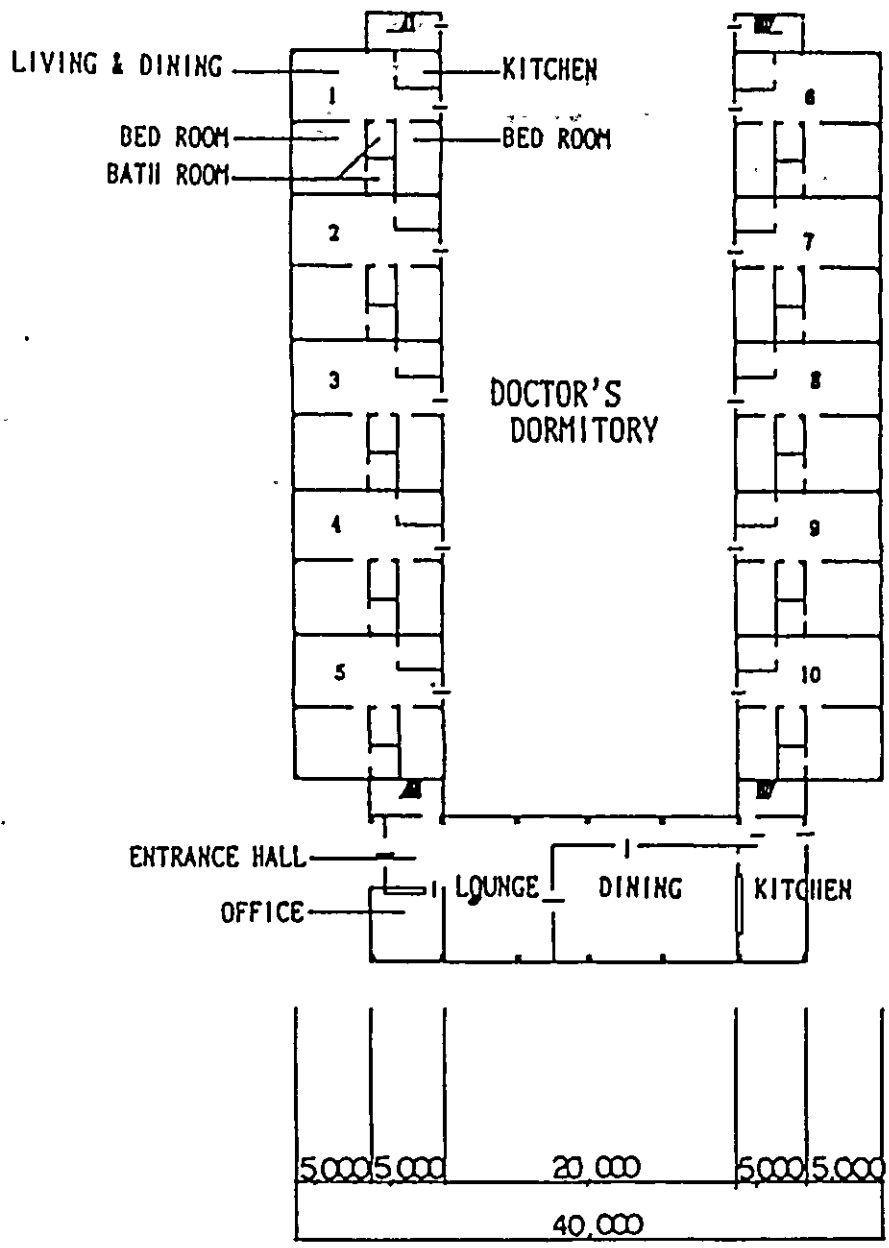 LIVING & DINING
KITCHEN
1
6
BED ROOM
BED ROOM
BATH ROOM
2
7
3
8
DOCTOR'S
DORMITORY
4
9
5
10
ENTRANCE HALL
LOUNGE
DINING
KITCHEN
OFFICE
5,000
5,000
20,000
5,000
5,000
40,000